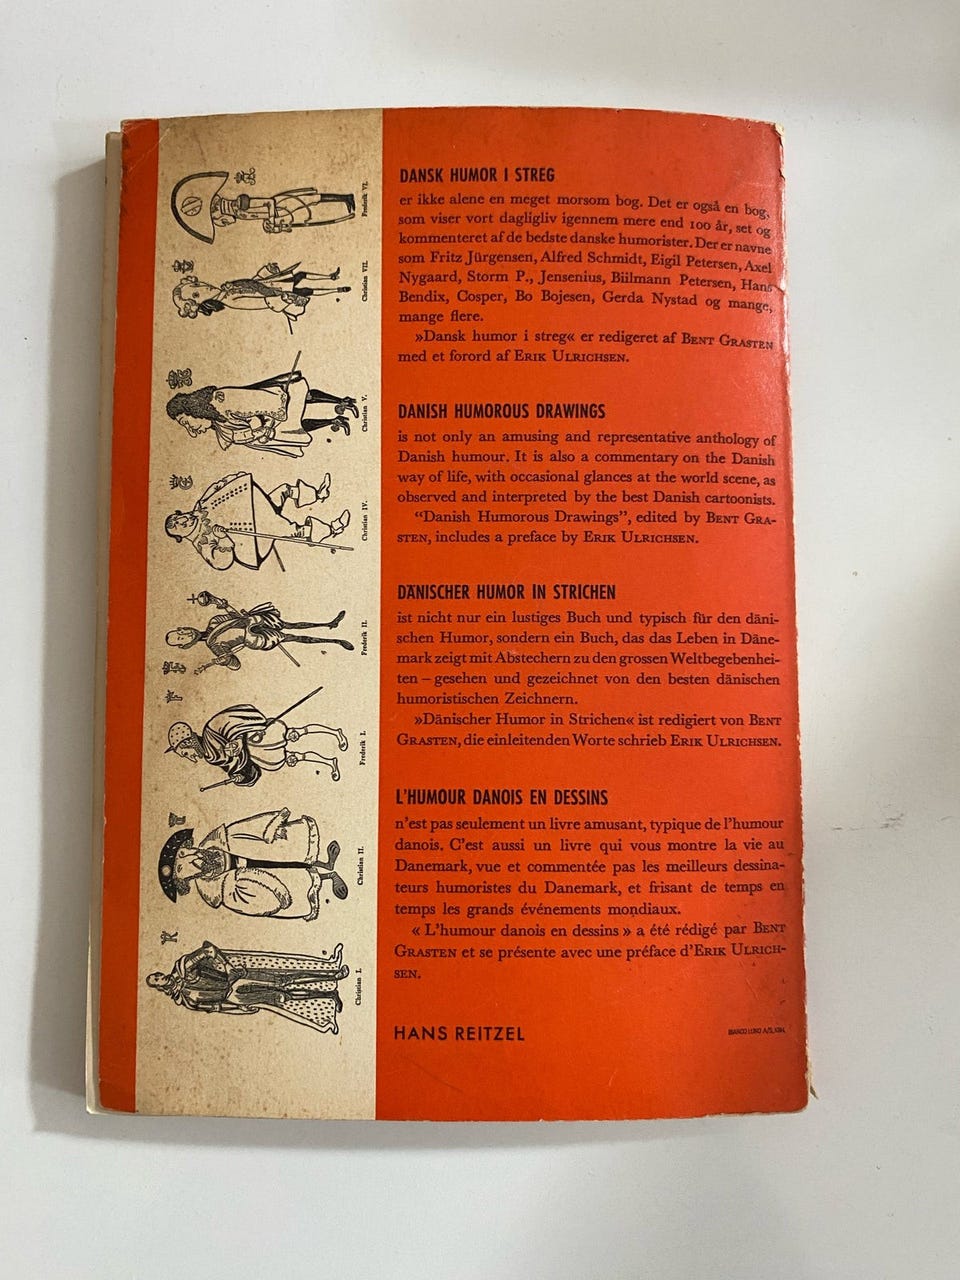 DANSK HUMOR I STREG
er ikke alene en meget morsom bog. Det er også en bog,
som viser vort dagligliv igennem mere end 100 år, set og
kommenteret af de bedste danske humorister. Der er navne
som Fritz Jürgensen, Alfred Schmidt, Eigil Petersen, Axel
Nygaard, Storm P., Jensenius, Biilmann Petersen, Hans
Bendix, Cosper, Bo Bojesen, Gerda Nystad og mange,
mange flere.
»Dansk humor i streg« er redigeret af BENT GRASTEN
med et forord af ERIK ULRICHSEN.
DANISH HUMOROUS DRAWINGS
is not only an amusing and representative anthology of
Danish humour. It is also a commentary on the Danish
way of life, with occasional glances at the world scene, as
observed and interpreted by the best Danish cartoonists.
“Danish Humorous Drawings”, edited by BENT GRA-
STEN, includes a preface by ERIK ULRICHSEN.
DÄNISCHER HUMOR IN STRICHEN
ist nicht nur ein lustiges Buch und typisch für den däni-
schen Humor, sondern ein Buch, das das Leben in Däne-
mark zeigt mit Abstechern zu den grossen Weltbegebenhei-
ten – gesehen und gezeichnet von den besten dänischen
humoristischen Zeichnern.
»Dänischer Humor in Strichen« ist redigiert von BENT
GRASTEN, die einleitenden Worte schrieb ERIK ULRICHSEN.
L'HUMOUR DANOIS EN DESSINS
n'est pas seulement un livre amusant, typique de l'humour
danois. C'est aussi un livre qui vous montre la vie au
Danemark, vue et commentée pas les meilleurs dessina-
teurs humoristes du Danemark, et frisant de temps en
temps les grands événements mondiaux.
« L'humour danois en dessins » a été rédigé par BENT
GRASTEN et se présente avec une préface d'ERIK ULRICH-
SEN.
HANS REITZEL
BIANCO LUNO A/S, KBH.
Frederik VI.
Christian VII.
Christian V.
Christian IV.
Frederik II.
Frederik I.
Christian II.
Christian I.